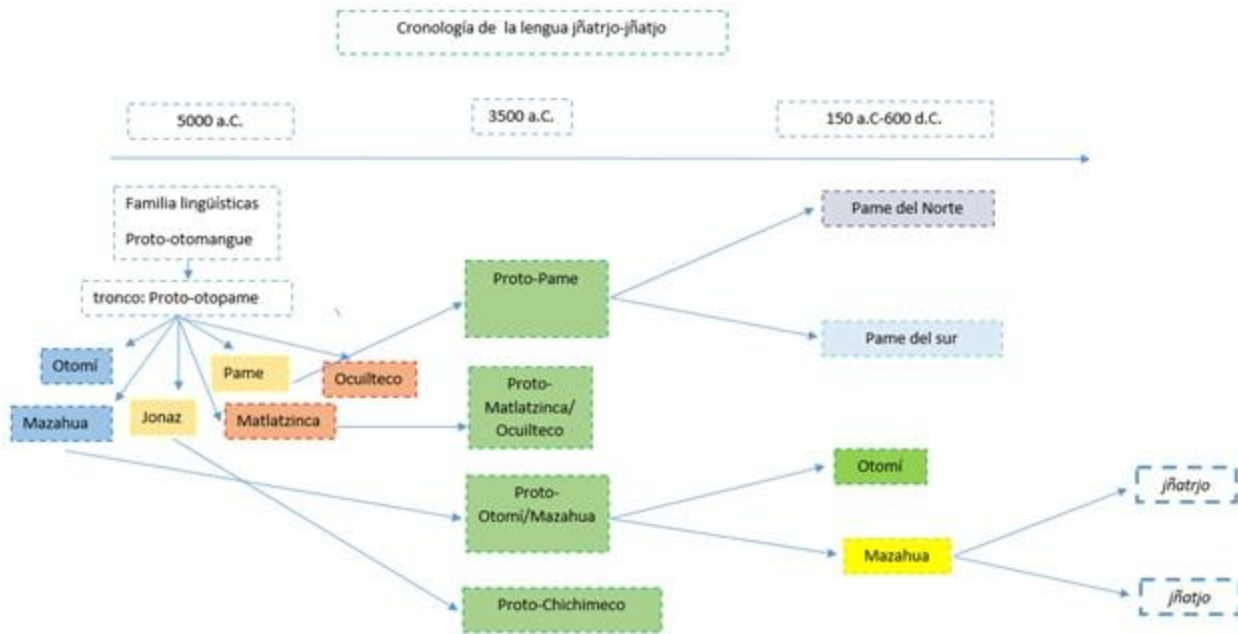 Cronología de la lengua jñatrjo-jñatjo
5000 a.C.
3500 a.C.
150 a.C-600 d.C.
Familia lingüísticas
Proto-otomangue
tronco: Proto-otopame
Otomí
Pame
Ocuilteco
Mazahua
Jonaz
Matlatzinca
Proto-Pame
Proto-
Matlatzinca/
Ocuilteco
Proto-
Otomí/Mazahua
Proto-Chichimeco
Pame del Norte
Pame del sur
Otomí
Mazahua
jñatrjo
jñatjo